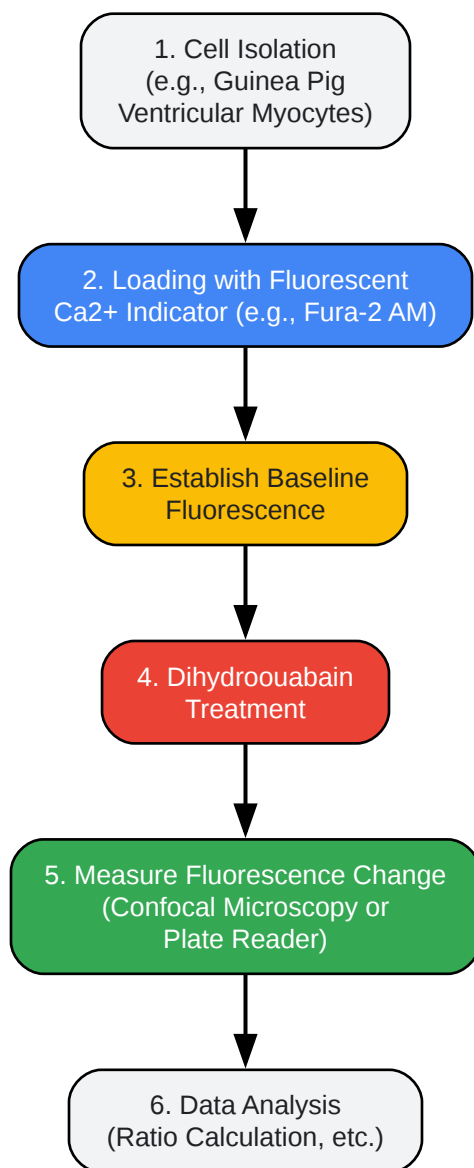 1. Cell Isolation
(e.g., Guinea Pig
Ventricular Myocytes)
2. Loading with Fluorescent
Ca2+ Indicator (e.g., Fura-2 AM)
3. Establish Baseline
Fluorescence
4. Dihydroouabain
Treatment
5. Measure Fluorescence Change
(Confocal Microscopy or
Plate Reader)
6. Data Analysis
(Ratio Calculation, etc.)